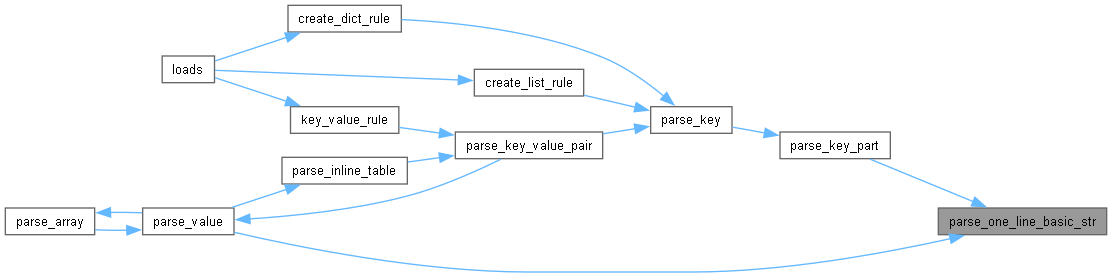 create_dict_rule
loads
create_list_rule
key_value_rule
parse_key
parse_key_value_pair
parse_key_part
parse_inline_table
parse_array
parse_value
parse_one_line_basic_str